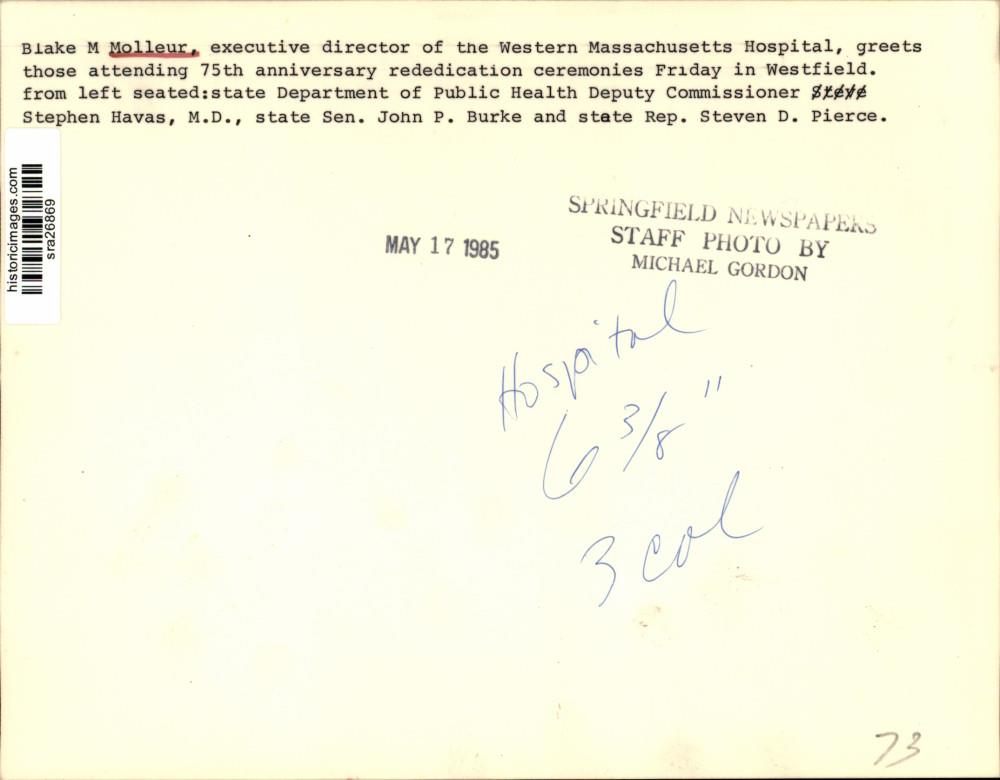 Blake M Molleur, executive director of the Western Massachusetts Hospital, greets
those attending 75th anniversary rededication ceremonies Friday in Westfield.
from left seated:state Department of Public Health Deputy Commissioner
Stephen Havas, M.D., state Sen. John P. Burke and state Rep. Steven D. Pierce.
historicimages.com
sra26869
MAY 17 1985
SPRINGFIELD NEWSPAPERS
STAFF PHOTO BY
MICHAEL GORDON
Hospital
6 3/8 "
3 col
73